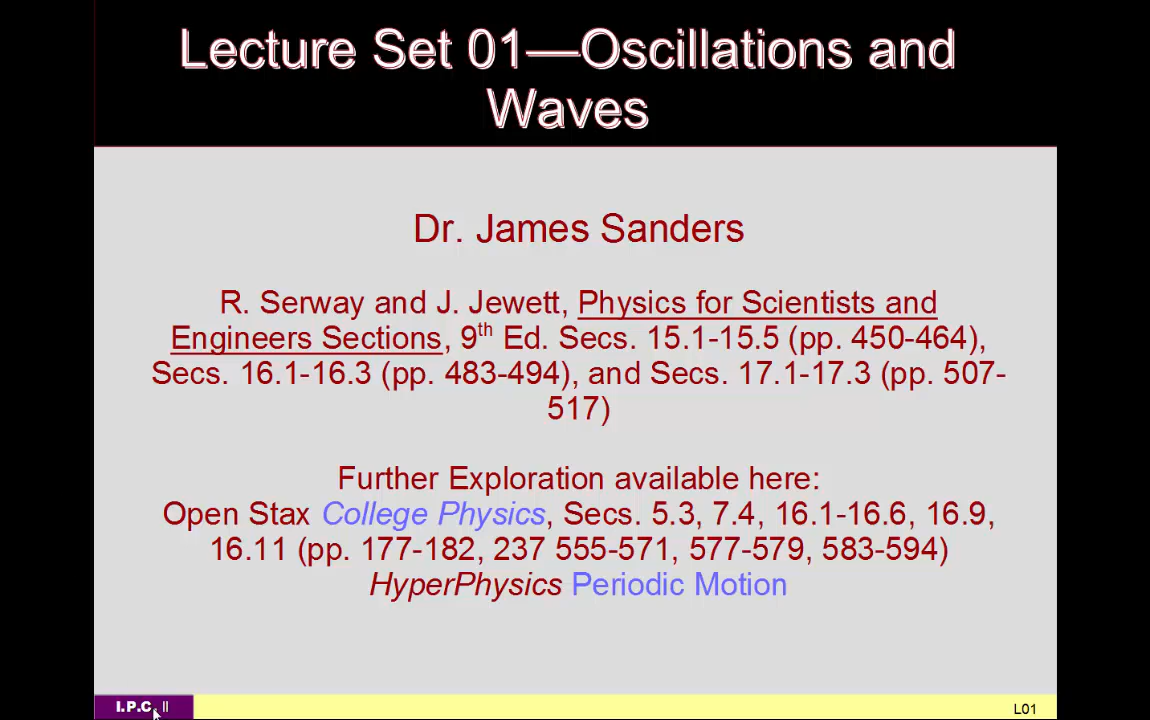 Lecture Set 01—Oscillations and
Waves
Dr. James Sanders
R. Serway and J. Jewett, Physics for Scientists and
Engineers Sections, 9th Ed. Secs. 15.1-15.5 (pp. 450-464),
Secs. 16.1-16.3 (pp. 483-494), and Secs. 17.1-17.3 (pp. 507-
517)
Further Exploration available here:
Open Stax College Physics, Secs. 5.3, 7.4, 16.1-16.6, 16.9,
16.11 (pp. 177-182, 237 555-571, 577-579, 583-594)
HyperPhysics Periodic Motion
I.P.C. II
L01